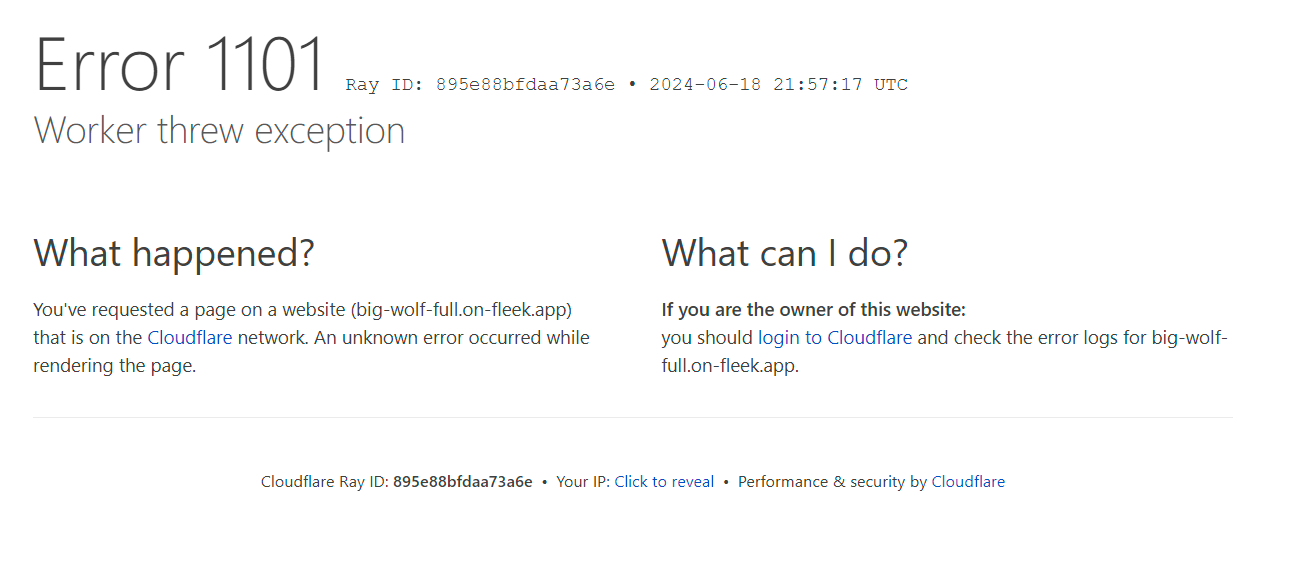 Error 1101 Ray ID: 895e88bfdaa73a6e • 2024-06-18 21:57:17 UTC
Worker threw exception
What happened?
You've requested a page on a website (big-wolf-full.on-fleek.app)
that is on the Cloudflare network. An unknown error occurred while
rendering the page.
What can I do?
If you are the owner of this website:
you should login to Cloudflare and check the error logs for big-wolf-
full.on-fleek.app.
Cloudflare Ray ID: 895e88bfdaa73a6e • Your IP: Click to reveal • Performance & security by Cloudflare